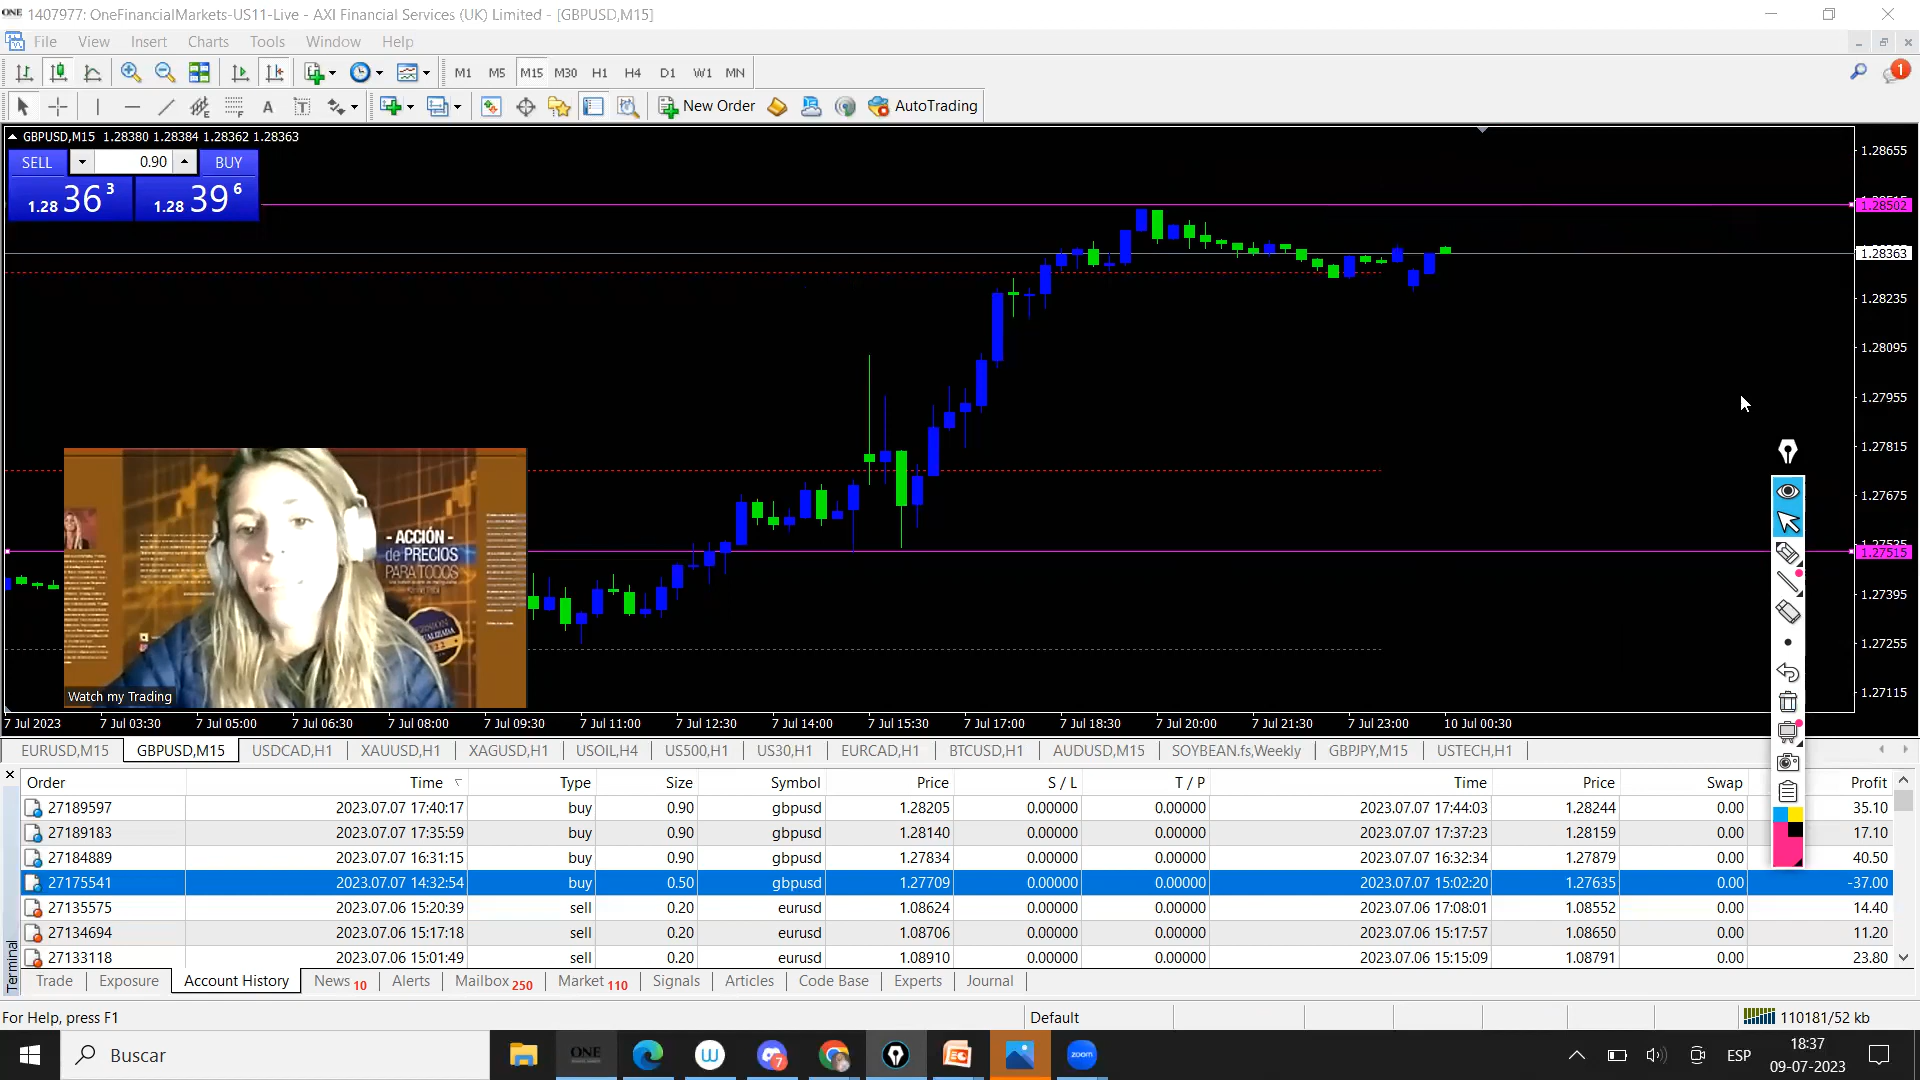 ONE 1407977: OneFinancialMarkets-US11-Live - AXI Financial Services (UK) Limited - [GBPUSD,M15]
File View Insert Charts Tools Window Help
M1 M5 M15 M30 H1 H4 D1 W1 MN
1
A T New Order AutoTrading
GBPUSD,M15 1.28380 1.28384 1.28362 1.28363
SELL 0.90 BUY
1.28 36 3 1.28 39 6
1.28655
1.28502
1.28363
1.28235
1.28095
1.27955
1.27815
1.27675
1.27515
1.27395
1.27255
1.27115
- ACCIÓN -
de PRECIOS
PARA TODOS
Watch my Trading
7 Jul 2023 7 Jul 03:30 7 Jul 05:00 7 Jul 06:30 7 Jul 08:00 7 Jul 09:30 7 Jul 11:00 7 Jul 12:30 7 Jul 14:00 7 Jul 15:30 7 Jul 17:00 7 Jul 18:30 7 Jul 20:00 7 Jul 21:30 7 Jul 23:00 10 Jul 00:30
EURUSD,M15 GBPUSD,M15 USDCAD,H1 XAUUSD,H1 XAGUSD,H1 USOIL,H4 US500,H1 US30,H1 EURCAD,H1 BTCUSD,H1 AUDUSD,M15 SOYBEAN.fs,Weekly GBPJPY,M15 USTECH,H1
Order Time Type Size Symbol Price S / L T / P Time Price Swap Profit
27189597 2023.07.07 17:40:17 buy 0.90 gbpusd 1.28205 0.00000 0.00000 2023.07.07 17:44:03 1.28244 0.00 35.10
27189183 2023.07.07 17:35:59 buy 0.90 gbpusd 1.28140 0.00000 0.00000 2023.07.07 17:37:23 1.28159 0.00 17.10
27184889 2023.07.07 16:31:15 buy 0.90 gbpusd 1.27834 0.00000 0.00000 2023.07.07 16:32:34 1.27879 0.00 40.50
27175541 2023.07.07 14:32:54 buy 0.50 gbpusd 1.27709 0.00000 0.00000 2023.07.07 15:02:20 1.27635 0.00 -37.00
27135575 2023.07.06 15:20:39 sell 0.20 eurusd 1.08624 0.00000 0.00000 2023.07.06 17:08:01 1.08552 0.00 14.40
27134694 2023.07.06 15:17:18 sell 0.20 eurusd 1.08706 0.00000 0.00000 2023.07.06 15:17:57 1.08650 0.00 11.20
27133118 2023.07.06 15:01:49 sell 0.20 eurusd 1.08910 0.00000 0.00000 2023.07.06 15:15:09 1.08791 0.00 23.80
Terminal
Trade Exposure Account History News 10 Alerts Mailbox 250 Market 110 Signals Articles Code Base Experts Journal
For Help, press F1 Default 110181/52 kb
Buscar ONE 7 zoom ESP 18:37
09-07-2023